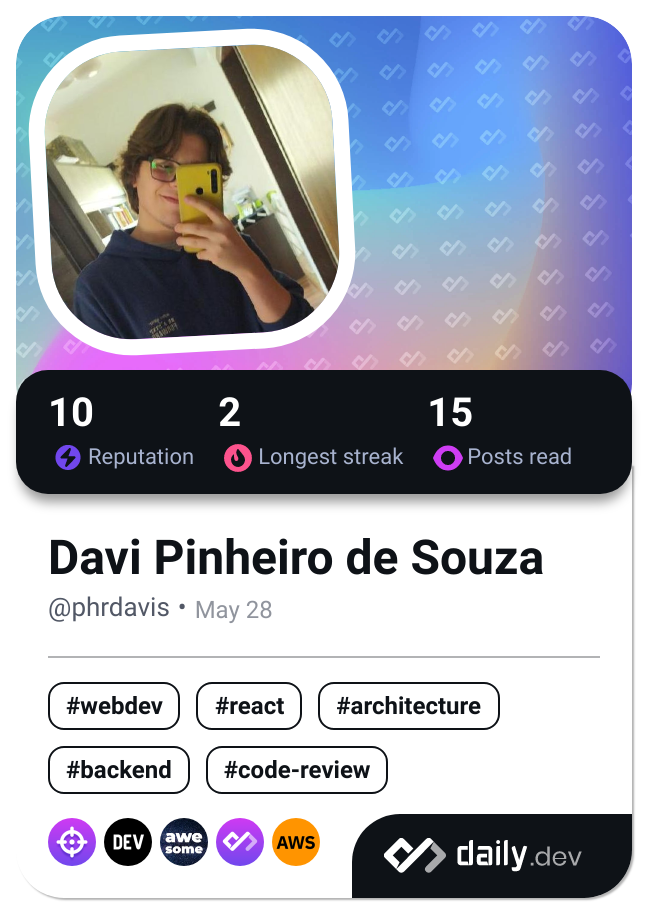 10 2 15
Reputation Longest streak Posts read
Davi Pinheiro de Souza
@phrdavis • May 28
#webdev #react #architecture
#backend #code-review
DEV awe some AWS
daily.dev